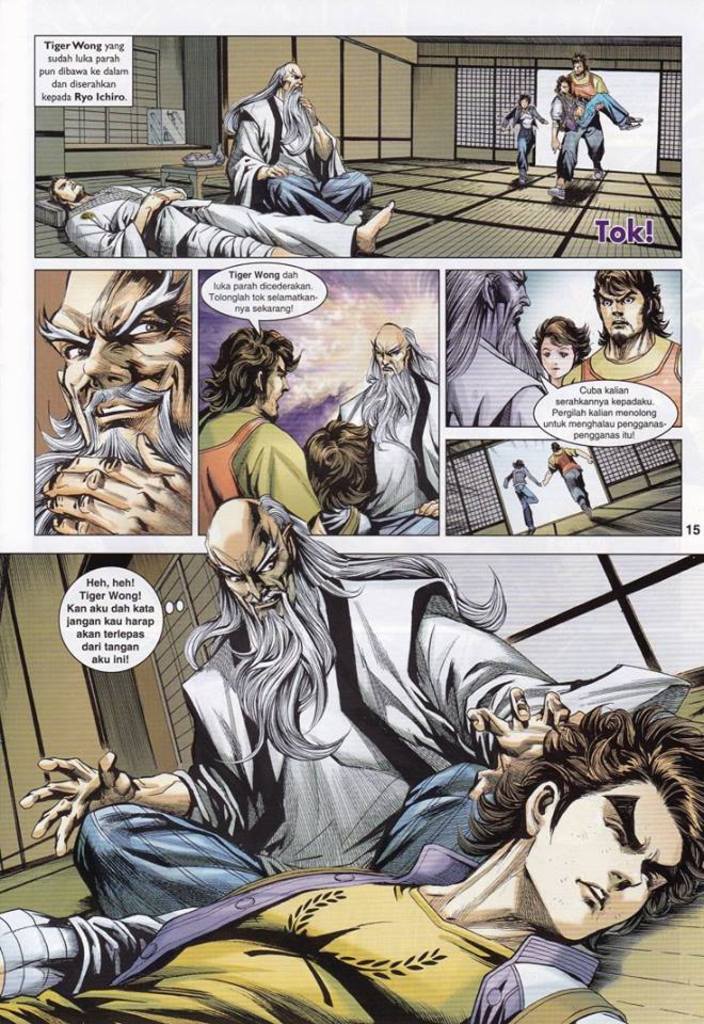 Tiger Wong yang
sudah luka parah
pun dibawa ke dalam
dan diserahkan
kepada Ryo Ichiro.
Tok!
Tiger Wong dah
luka parah dicederakan.
Tolonglah tok selamatkan-
nya sekarang!
Cuba kalian
serahkannya kepadaku.
Pergilah kalian menolong
untuk menghalau pengganas-
pengganas itu!
15
Heh, heh!
Tiger Wong!
Kan aku dah kata
jangan kau harap
akan terlepas
dari tangan
aku ini!